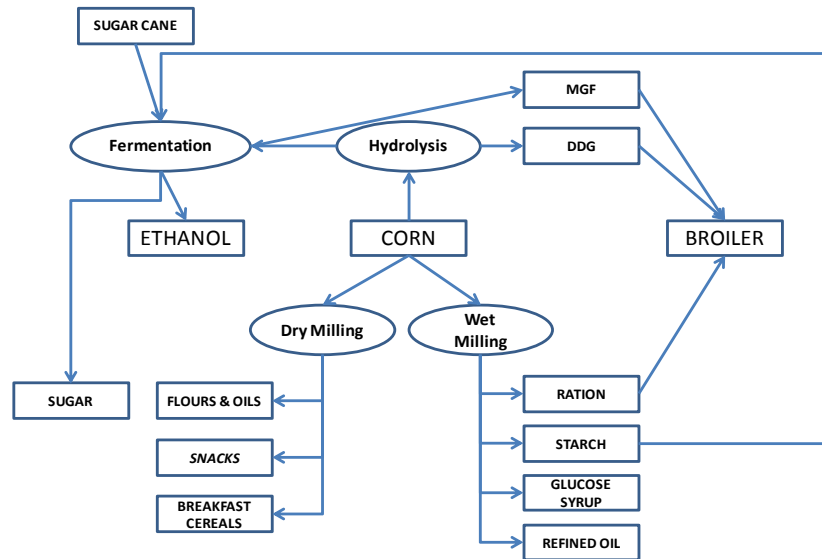 SUGAR CANE
MGF
Fermentation
Hydrolysis
DDG
ETHANOL
CORN
BROILER
Dry Milling
Wet
Milling
SUGAR
FLOURS & OILS
RATION
SNACKS
STARCH
BREAKFAST
CEREALS
GLUCOSE
SYRUP
REFINED OIL